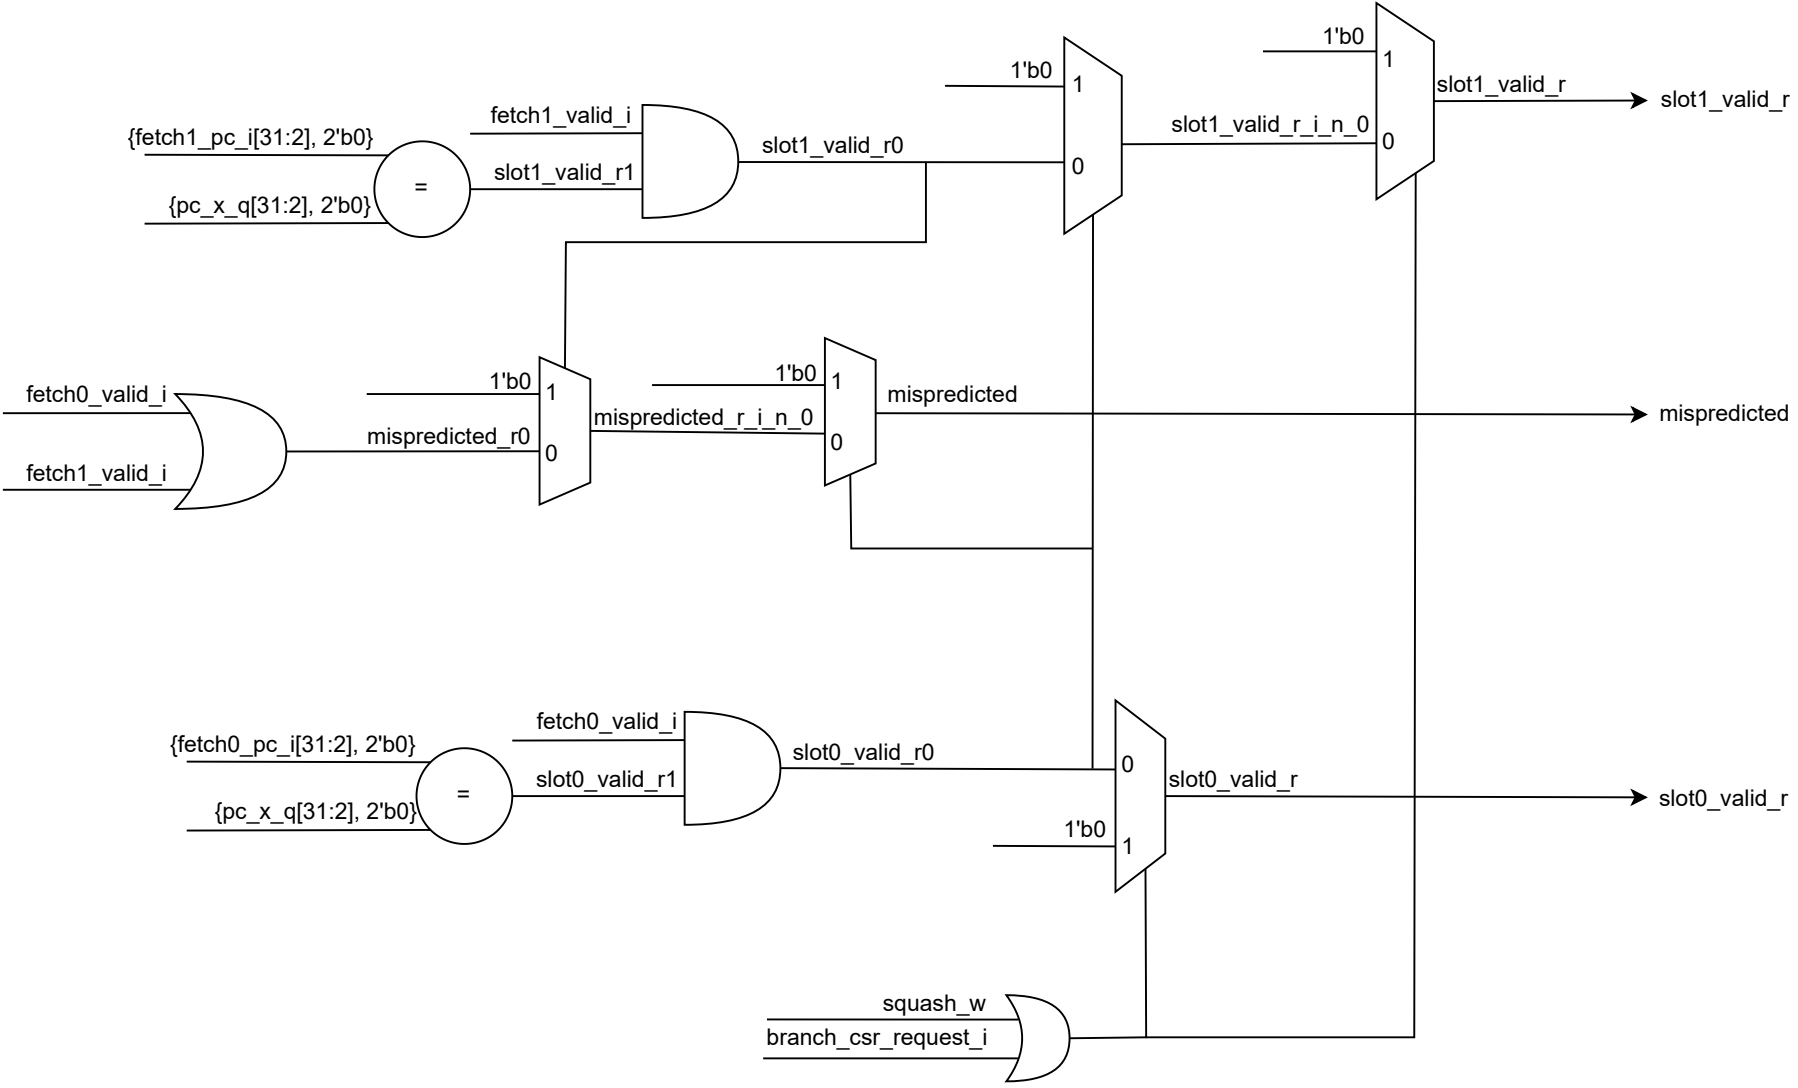 1'b0
1
slot1_valid_r
slot1_valid_r
1'b0
1
slot1_valid_r_i_n_0
0
fetch1_valid_i
{fetch1_pc_i[31:2], 2'b0}
slot1_valid_r0
=
slot1_valid_r1
0
{pc_x_q[31:2], 2'b0}
fetch0_valid_i
1'b0
1
1'b0
1
mispredicted
mispredicted
mispredicted_r0
0
mispredicted_r_i_n_0
0
fetch1_valid_i
fetch0_valid_i
{fetch0_pc_i[31:2], 2'b0}
slot0_valid_r0
0
=
slot0_valid_r1
slot0_valid_r
slot0_valid_r
{pc_x_q[31:2], 2'b0}
1'b0
1
squash_w
branch_csr_request_i